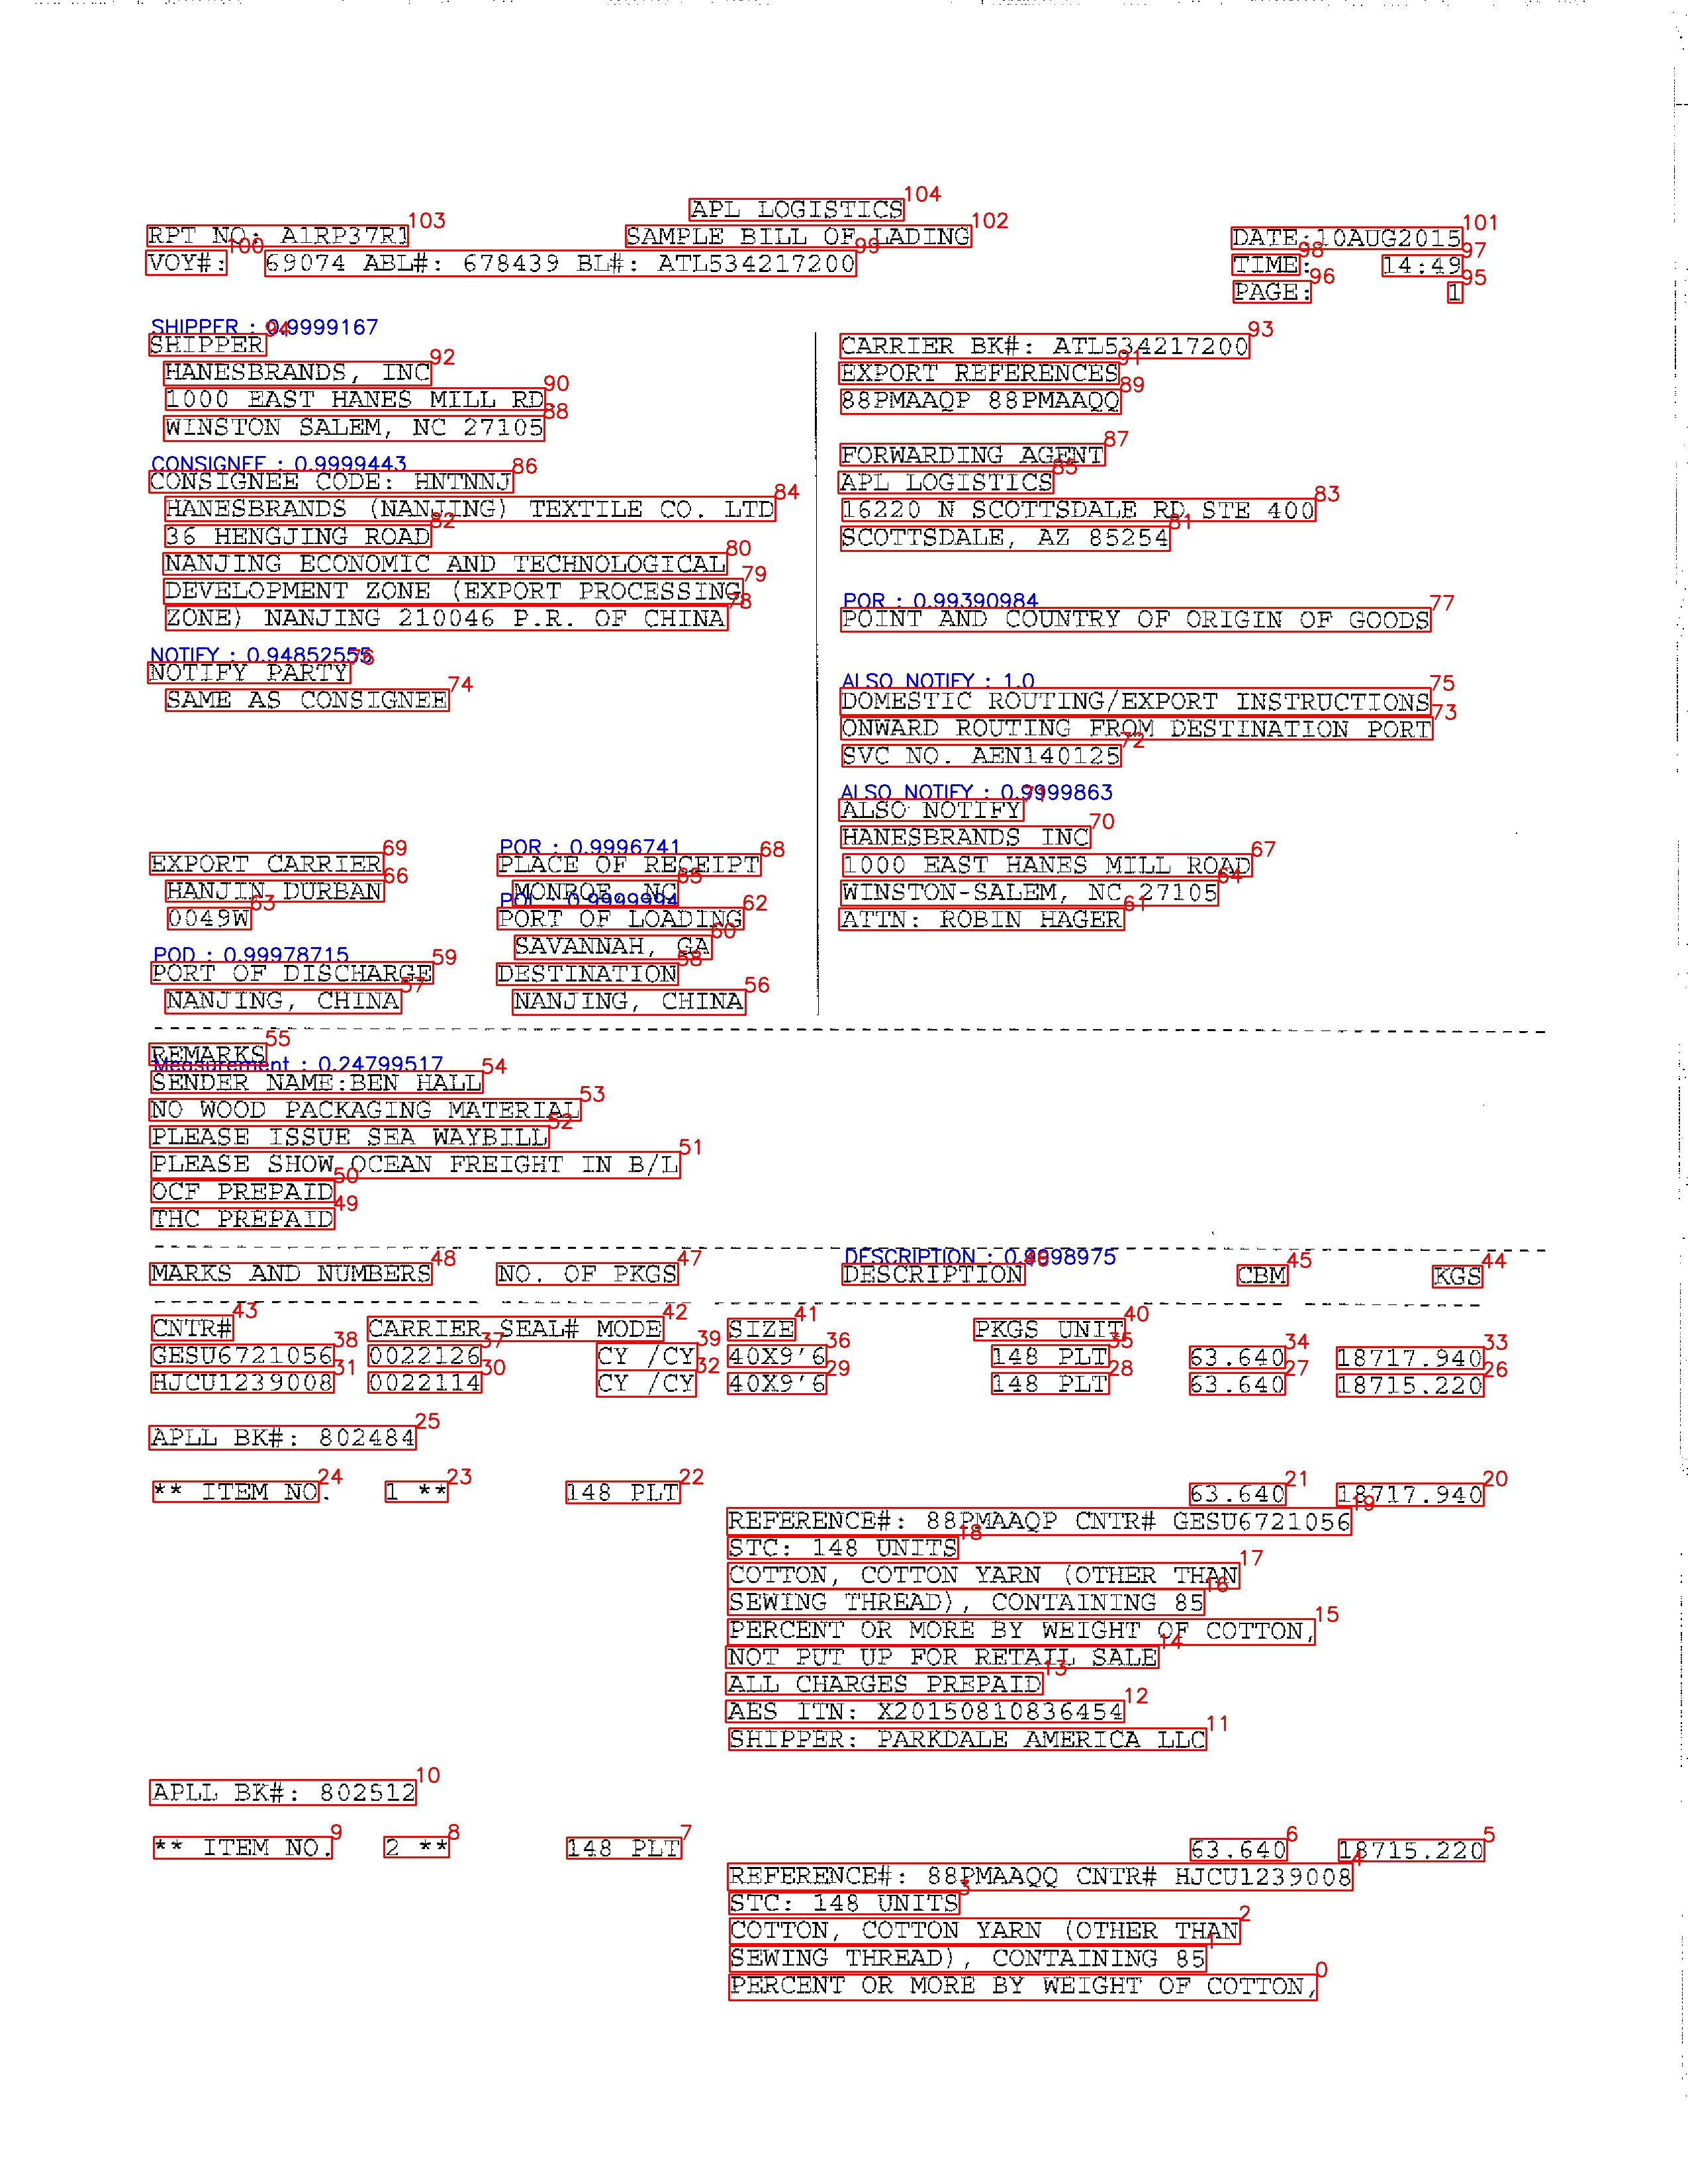 APL LOGISTICS 104
RPT NO: A1RP37R1 103 SAMPLE BILL OF LADING 102 DATE:10AUG2015 101
VOY#: 100 69074 ABL#: 678439 BL#: ATL534217200 99 TIME: 98 14:49 97
PAGE: 96 1 95
SHIPPER : 0.9999167
SHIPPER 94
HANESBRANDS, INC 92
1000 EAST HANES MILL RD 90
WINSTON SALEM, NC 27105 88
CARRIER BK#: ATL534217200 93
EXPORT REFERENCES 91
88PMAAQP 88PMAAQQ 89
CONSIGNEE : 0.9999443
CONSIGNEE CODE: HNTNNJ 86
HANESBRANDS (NANJING) TEXTILE CO. LTD 84
36 HENGJING ROAD 82
NANJING ECONOMIC AND TECHNOLOGICAL 80
DEVELOPMENT ZONE (EXPORT PROCESSING 79
ZONE) NANJING 210046 P.R. OF CHINA 78
FORWARDING AGENT 87
APL LOGISTICS 85
16220 N SCOTTSDALE RD STE 400 83
SCOTTSDALE, AZ 85254 81
POR : 0.99390984
POINT AND COUNTRY OF ORIGIN OF GOODS 77
NOTIFY : 0.94852555
NOTIFY PARTY 76
SAME AS CONSIGNEE 74
ALSO NOTIFY : 1.0
DOMESTIC ROUTING/EXPORT INSTRUCTIONS 75
ONWARD ROUTING FROM DESTINATION PORT 73
SVC NO. AEN140125 72
ALSO NOTIFY : 0.9999863
ALSO NOTIFY 71
HANESBRANDS INC 70
1000 EAST HANES MILL ROAD 67
WINSTON-SALEM, NC 27105 64
ATTN: ROBIN HAGER 61
EXPORT CARRIER 69
HANJIN DURBAN 66
0049W 63
POR : 0.9996741
PLACE OF RECEIPT 68
MONROE, NC 65
POL : 0.9999994
PORT OF LOADING 62
SAVANNAH, GA 60
POD : 0.99978715
PORT OF DISCHARGE 59
NANJING, CHINA 57
DESTINATION 58
NANJING, CHINA 56
REMARKS 55
Measurement : 0.24799517
SENDER NAME:BEN HALL 54
NO WOOD PACKAGING MATERIAL 53
PLEASE ISSUE SEA WAYBILL 52
PLEASE SHOW OCEAN FREIGHT IN B/L 51
OCF PREPAID 50
THC PREPAID 49
DESCRIPTION : 0.9998975
MARKS AND NUMBERS 48 NO. OF PKGS 47 DESCRIPTION 46 CBM 45 KGS 44
CNTR# 43 CARRIER SEAL# MODE 42 SIZE 41 PKGS UNIT 40
GESU6721056 38 0022126 37 CY /CY 39 40X9'6 36 148 PLT 35 63.640 34 18717.940 33
HJCU1239008 31 0022114 30 CY /CY 32 40X9'6 29 148 PLT 28 63.640 27 18715.220 26
APLL BK#: 802484 25
** ITEM NO. 24 1 ** 23 148 PLT 22 63.640 21 18717.940 20
REFERENCE#: 88PMAAQP CNTR# GESU6721056 19
STC: 148 UNITS 18
COTTON, COTTON YARN (OTHER THAN 17
SEWING THREAD), CONTAINING 85 16
PERCENT OR MORE BY WEIGHT OF COTTON, 15
NOT PUT UP FOR RETAIL SALE 14
ALL CHARGES PREPAID 13
AES ITN: X20150810836454 12
SHIPPER: PARKDALE AMERICA LLC 11
APLL BK#: 802512 10
** ITEM NO. 9 2 ** 8 148 PLT 7 63.640 6 18715.220 5
REFERENCE#: 88PMAAQQ CNTR# HJCU1239008 4
STC: 148 UNITS 3
COTTON, COTTON YARN (OTHER THAN 2
SEWING THREAD), CONTAINING 85 1
PERCENT OR MORE BY WEIGHT OF COTTON, 0